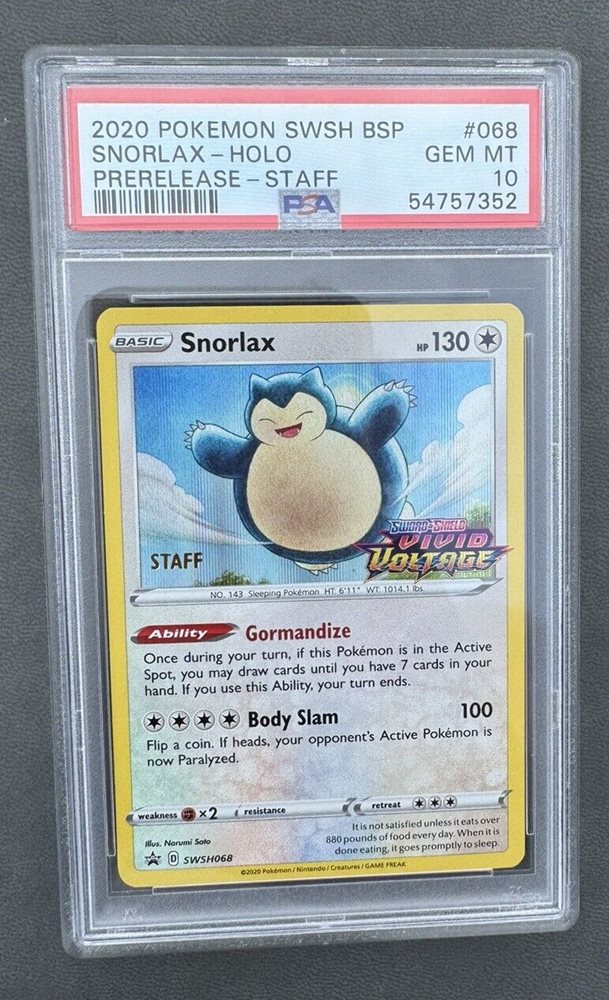 2020 POKEMON SWSH BSP #068
SNORLAX - HOLO GEM MT
PRERELEASE - STAFF 10
PSA 54757352
BASIC Snorlax HP 130
SWORD & SHIELD
VIVID
VOLTAGE
STAFF
NO. 143 Sleeping Pokémon HT: 6'11" WT: 1014.1 lbs.
Ability Gormandize
Once during your turn, if this Pokémon is in the Active
Spot, you may draw cards until you have 7 cards in your
hand. If you use this Ability, your turn ends.
Body Slam 100
Flip a coin. If heads, your opponent's Active Pokémon is
now Paralyzed.
weakness ×2 resistance retreat
It is not satisfied unless it eats over
880 pounds of food every day. When it is
done eating, it goes promptly to sleep.
Illus. Narumi Sato
D SWSH068
©2020 Pokémon / Nintendo / Creatures / GAME FREAK